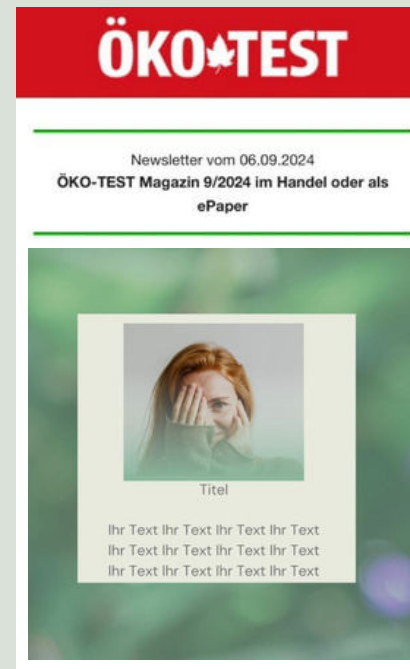 ÖKO TEST
Newsletter vom 06.09.2024
ÖKO-TEST Magazin 9/2024 im Handel oder als
ePaper
Titel
Ihr Text Ihr Text Ihr Text Ihr Text
Ihr Text Ihr Text Ihr Text Ihr Text
Ihr Text Ihr Text Ihr Text Ihr Text